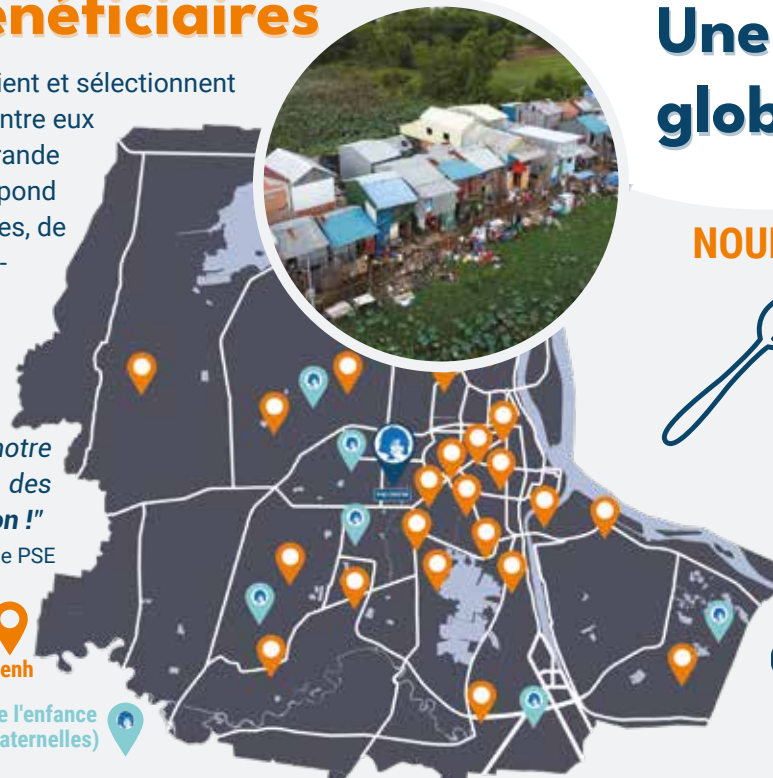 énéficiaires
ient et sélectionnent
ntre eux
rande
pond
es, de
-
notre
des
on !"
e PSE
enh
e l'enfance
aternelles)
Une
glob
NOU